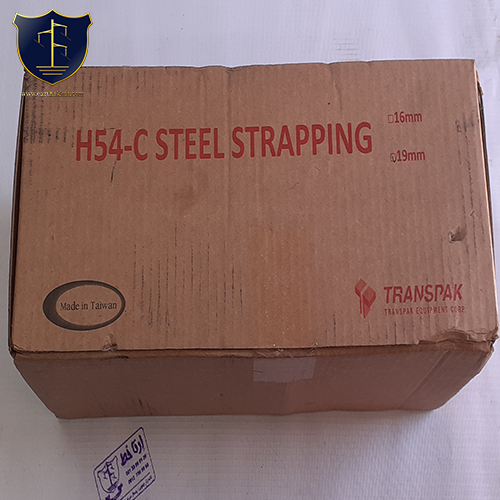 H54-C STEEL STRAPPING
16mm
19mm
Made in Taiwan
TRANSPAK
TRANSPAK EQUIPMENT CORP.